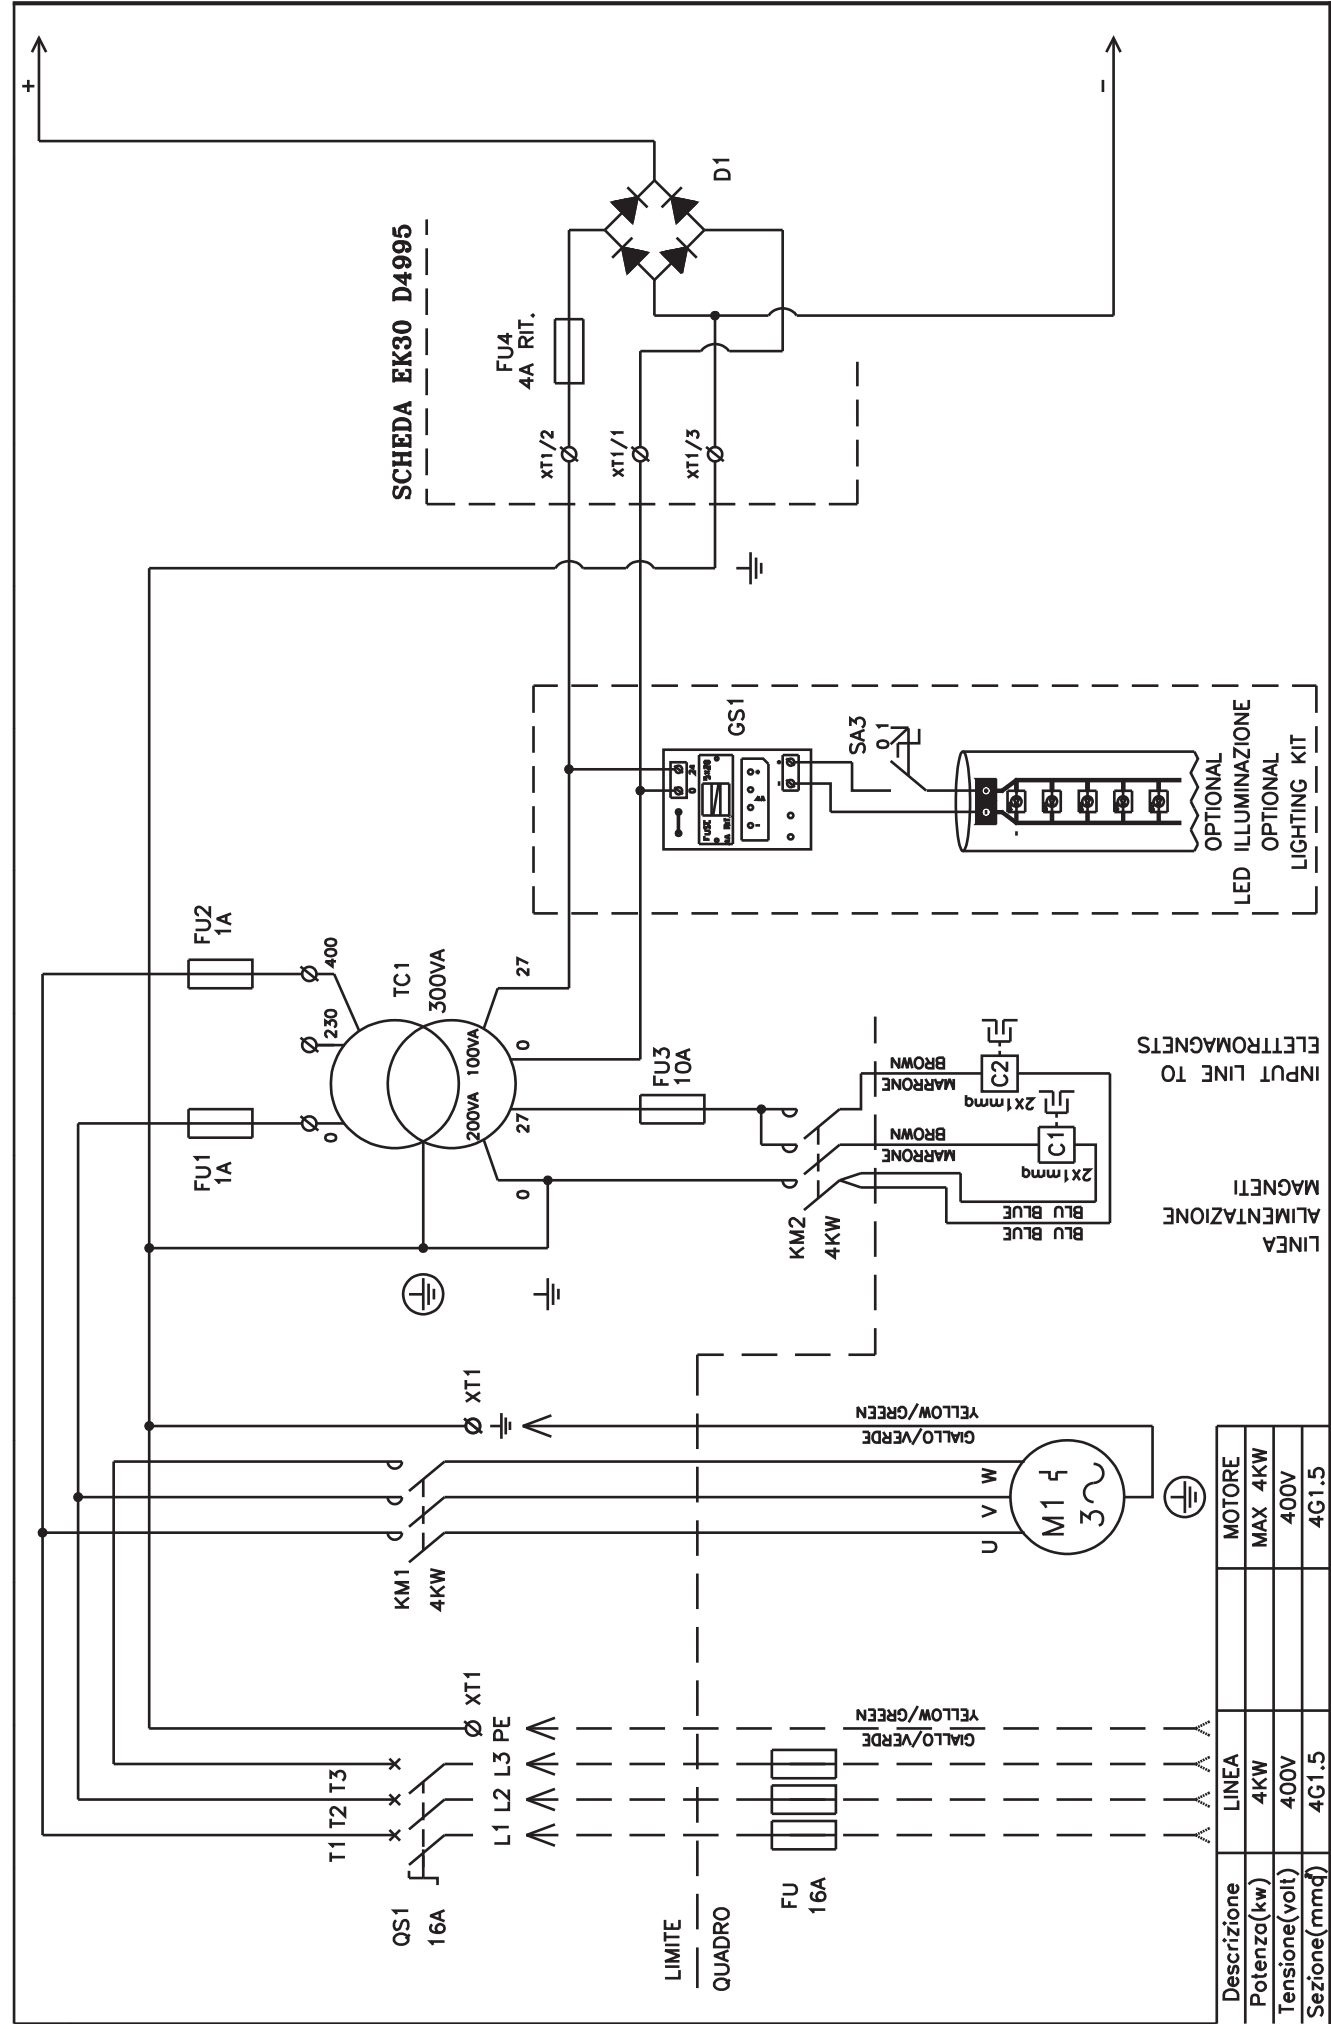 +
−
D1
SCHEDA EK30 D4995
FU4
4A RIT.
XT1/2
XT1/1
XT1/3
GS1
0 24
FUSE 5x20
SA3
0 1
OPTIONAL
LED ILLUMINAZIONE
OPTIONAL
LIGHTING KIT
FU2
1A
FU1
1A
400
230
0
TC1
300VA
200VA 100VA
27
0
27
0
FU3
10A
KM2
4KW
BROWN
MARRONE
BROWN
MARRONE
C2
2x1mmq
C1
2x1mmq
BLU BLUE
BLU BLUE
INPUT LINE TO
ELETTROMAGNETS
LINEA
ALIMENTAZIONE
MAGNETI
XT1
YELLOW/GREEN
GIALLO/VERDE
KM1
4KW
U V W
M1
3
XT1
T1 T2 T3
L1 L2 L3 PE
YELLOW/GREEN
GIALLO/VERDE
QS1
16A
FU
16A
LIMITE
QUADRO
Descrizione LINEA MOTORE
Potenza(kw) 4KW MAX 4KW
Tensione(volt) 400V 400V
Sezione(mmq) 4G1.5 4G1.5